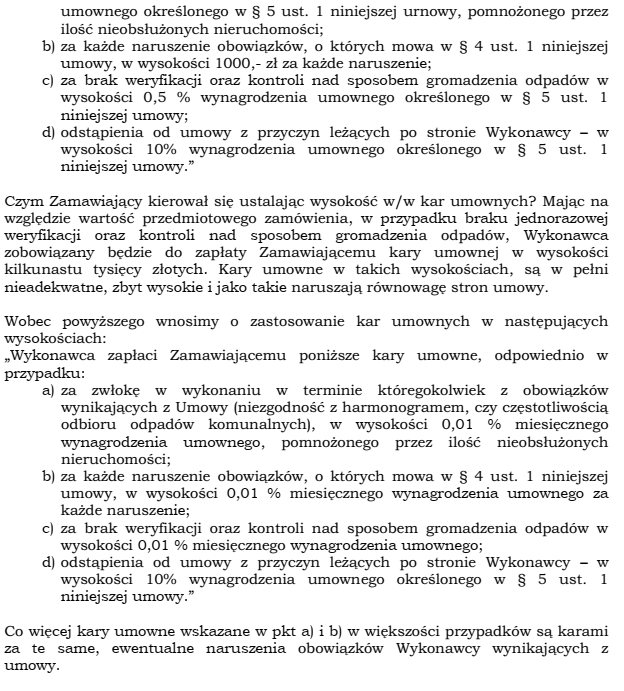 umownego określonego w § 5 ust. 1 niniejszej urnowy, pomnożonego przez
ilość nieobsłużonych nieruchomości;
b) za każde naruszenie obowiązków, o których mowa w § 4 ust. 1 niniejszej
umowy, w wysokości 1000,- zł za każde naruszenie;
c) za brak weryfikacji oraz kontroli nad sposobem gromadzenia odpadów w
wysokości 0,5 % wynagrodzenia umownego określonego w § 5 ust. 1
niniejszej umowy;
d) odstąpienia od umowy z przyczyn leżących po stronie Wykonawcy – w
wysokości 10% wynagrodzenia umownego określonego w § 5 ust. 1
niniejszej umowy.”
Czym Zamawiający kierował się ustalając wysokość w/w kar umownych? Mając na
względzie wartość przedmiotowego zamówienia, w przypadku braku jednorazowej
weryfikacji oraz kontroli nad sposobem gromadzenia odpadów, Wykonawca
zobowiązany będzie do zapłaty Zamawiającemu kary umownej w wysokości
kilkunastu tysięcy złotych. Kary umowne w takich wysokościach, są w pełni
nieadekwatne, zbyt wysokie i jako takie naruszają równowagę stron umowy.
Wobec powyższego wnosimy o zastosowanie kar umownych w następujących
wysokościach:
„Wykonawca zapłaci Zamawiającemu poniższe kary umowne, odpowiednio w
przypadku:
a) za zwłokę w wykonaniu w terminie któregokolwiek z obowiązków
wynikających z Umowy (niezgodność z harmonogramem, czy częstotliwością
odbioru odpadów komunalnych), w wysokości 0,01 % miesięcznego
wynagrodzenia umownego, pomnożonego przez ilość nieobsłużonych
nieruchomości;
b) za każde naruszenie obowiązków, o których mowa w § 4 ust. 1 niniejszej
umowy, w wysokości 0,01 % miesięcznego wynagrodzenia umownego za
każde naruszenie;
c) za brak weryfikacji oraz kontroli nad sposobem gromadzenia odpadów w
wysokości 0,01 % miesięcznego wynagrodzenia umownego;
d) odstąpienia od umowy z przyczyn leżących po stronie Wykonawcy – w
wysokości 10% wynagrodzenia umownego określonego w § 5 ust. 1
niniejszej umowy.”
Co więcej kary umowne wskazane w pkt a) i b) w większości przypadków są karami
za te same, ewentualne naruszenia obowiązków Wykonawcy wynikających z
umowy.